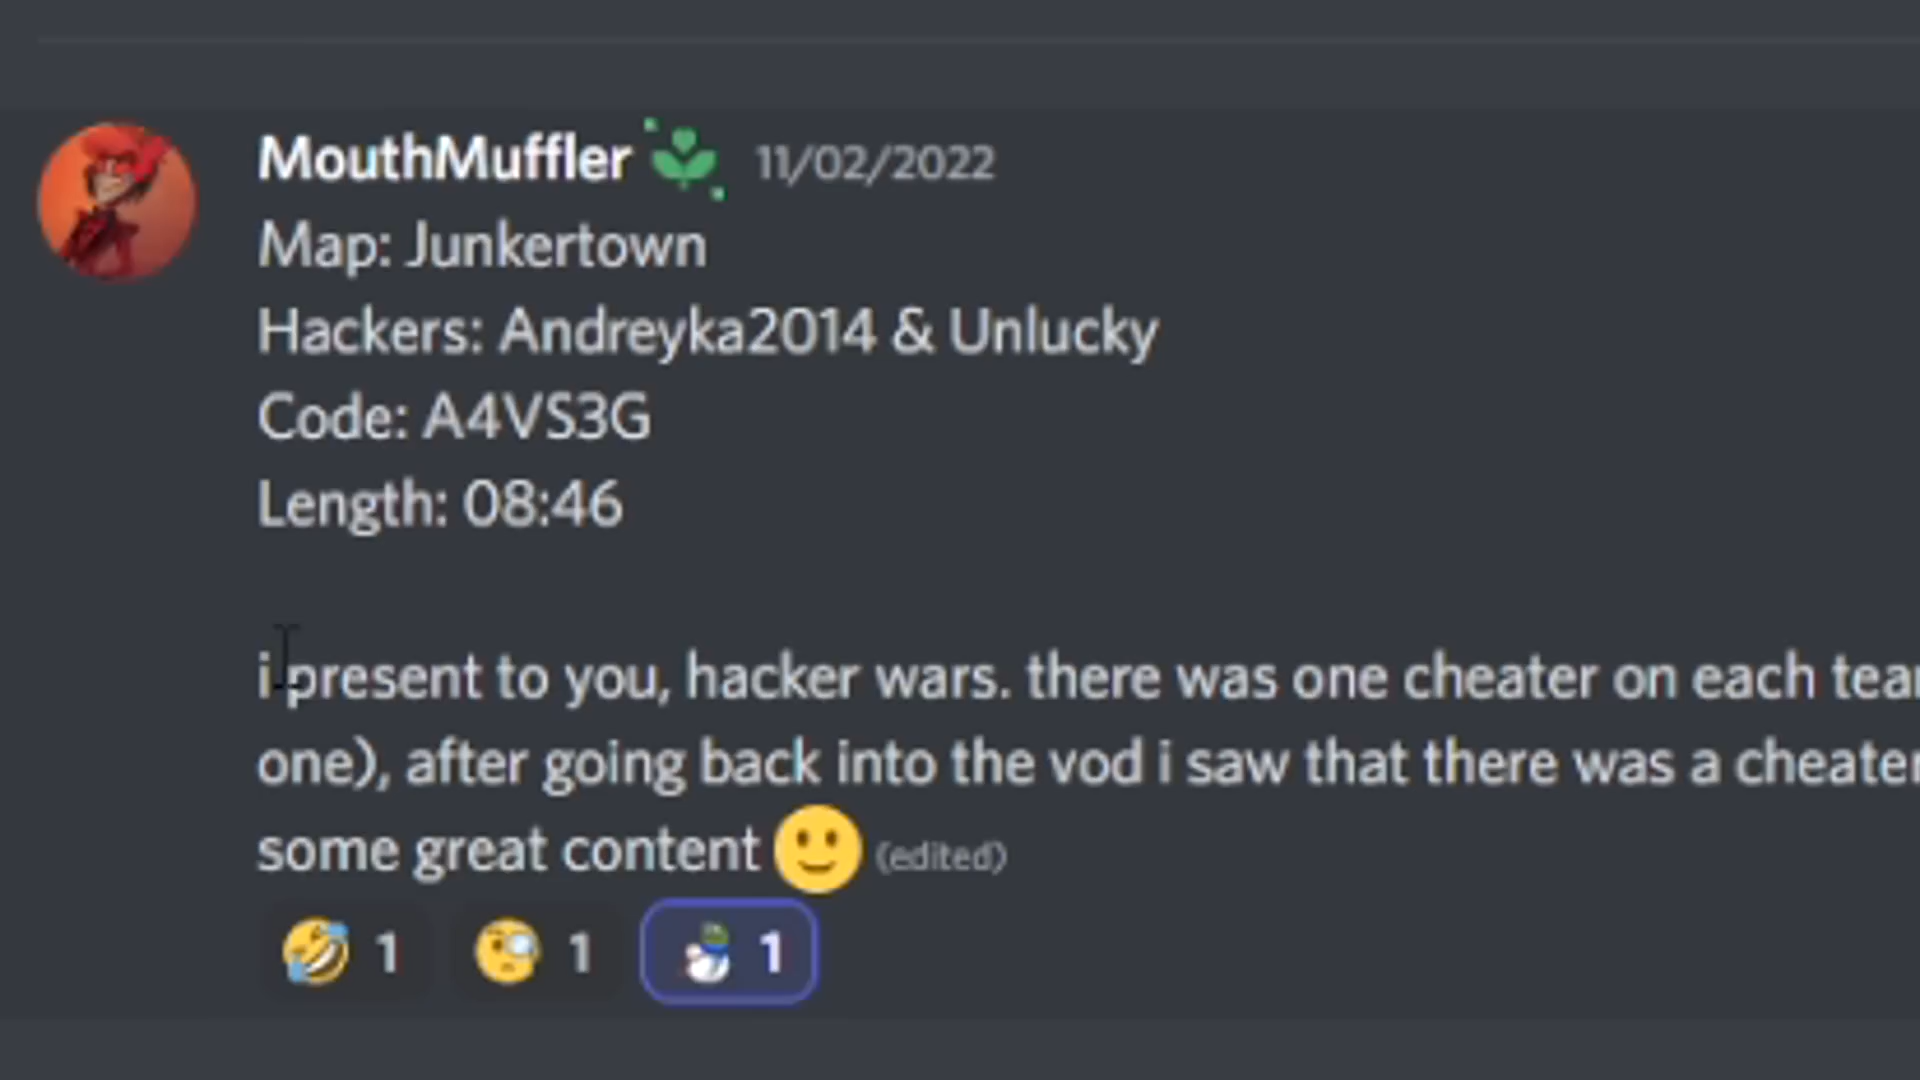 MouthMuffler 11/02/2022
Map: Junkertown
Hackers: Andreyka2014 & Unlucky
Code: A4VS3G
Length: 08:46
i present to you, hacker wars. there was one cheater on each
one), after going back into the vod i saw that there was a cheater
some great content (edited)
1 1 1